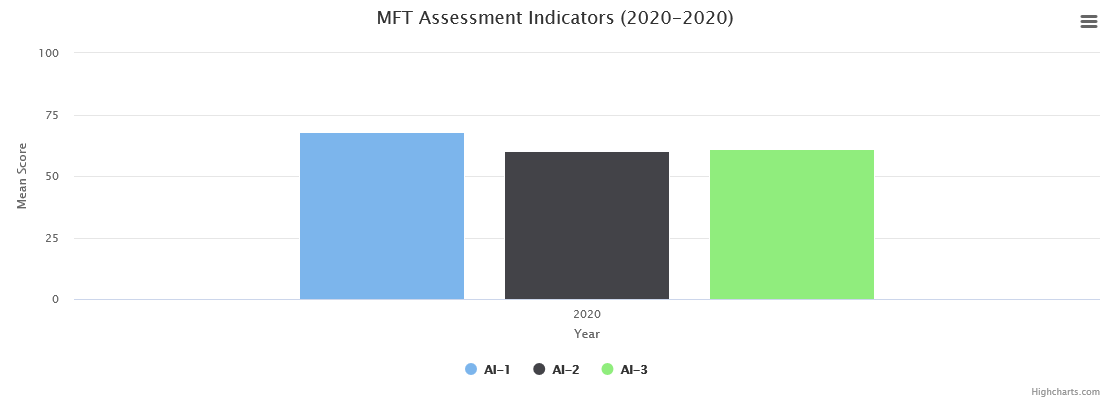 MFT Assessment Indicators (2020-2020)
100
75
50
25
0
Mean Score
2020
Year
AI-1 AI-2 AI-3
Highcharts.com